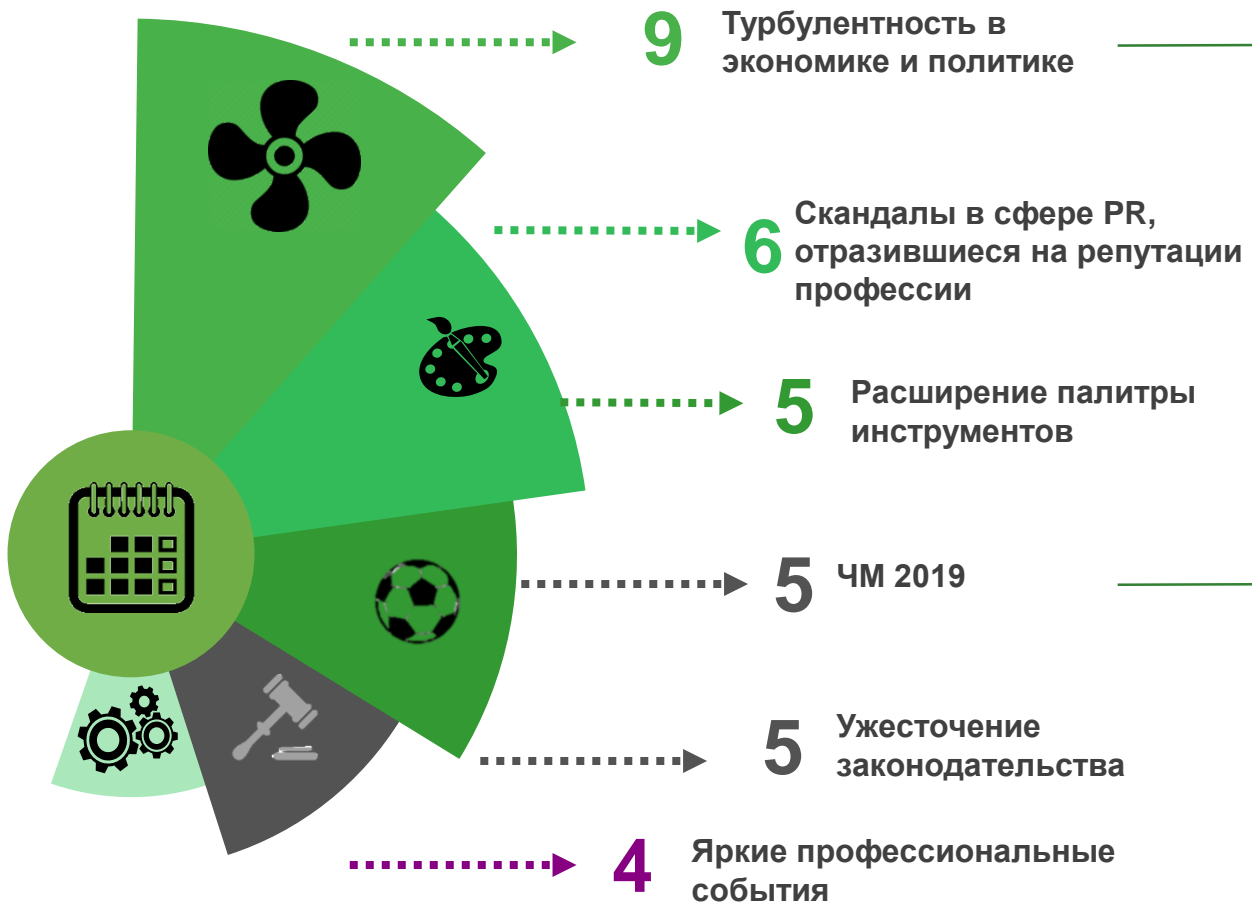 9
Турбулентность в
экономике и политике
6
Скандалы в сфере PR,
отразившиеся на репутации
профессии
5
Расширение палитры
инструментов
5
ЧМ 2019
5
Ужесточение
законодательства
4
Яркие профессиональные
события